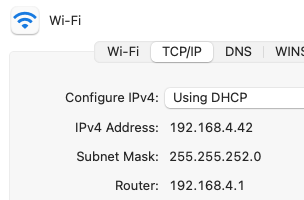 Wi-Fi
Wi-Fi TCP/IP DNS WINS
Configure IPv4: Using DHCP
IPv4 Address: 192.168.4.42
Subnet Mask: 255.255.252.0
Router: 192.168.4.1